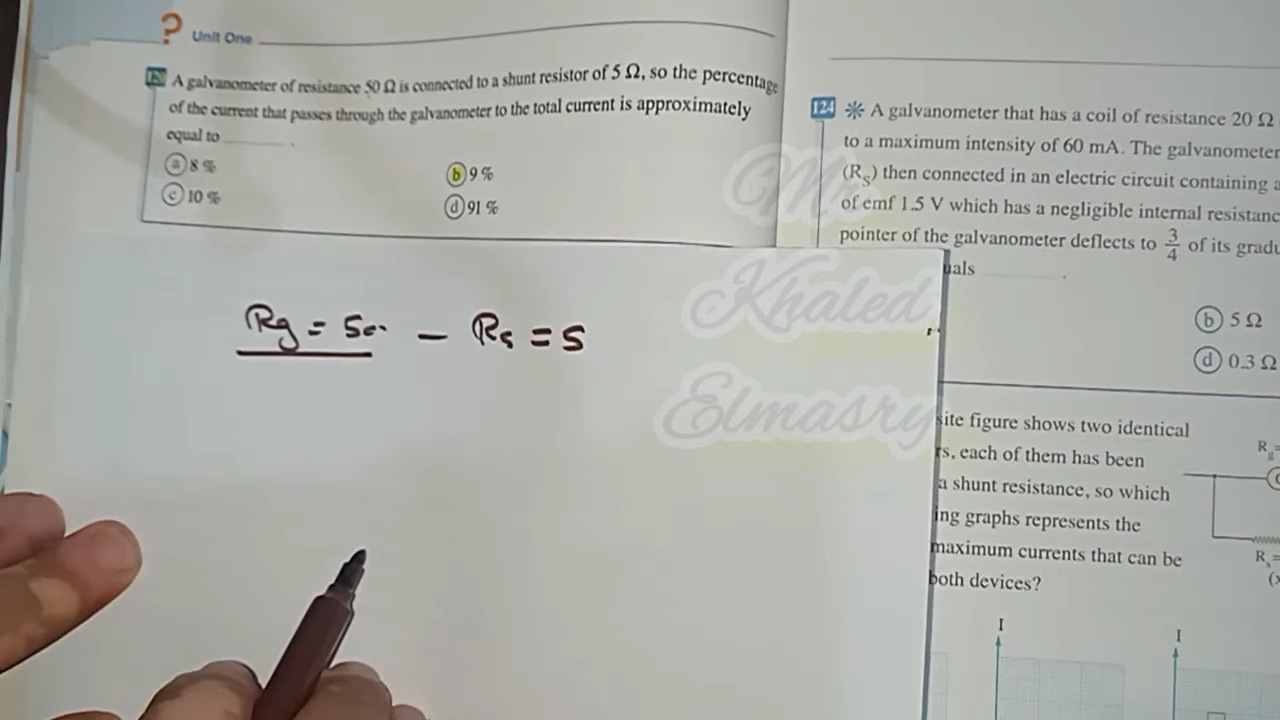 ? Unit One
A galvanometer of resistance 50 Ω is connected to a shunt resistor of 5 Ω, so the percentage
of the current that passes through the galvanometer to the total current is approximately
equal to ________ .
ⓐ 8 %
ⓑ 9 %
ⓒ 10 %
ⓓ 91 %
Rg = 50 - Rs = 5
124 * A galvanometer that has a coil of resistance 20 Ω
to a maximum intensity of 60 mA. The galvanometer
(Rs) then connected in an electric circuit containing a
of emf 1.5 V which has a negligible internal resistanc
pointer of the galvanometer deflects to 3/4 of its gradu
uals ________ .
ⓑ 5 Ω
ⓓ 0.3 Ω
site figure shows two identical
rs, each of them has been
a shunt resistance, so which
ing graphs represents the
maximum currents that can be
both devices?
Rg =
Rs =
I
I
Mr
Khaled
Elmasry